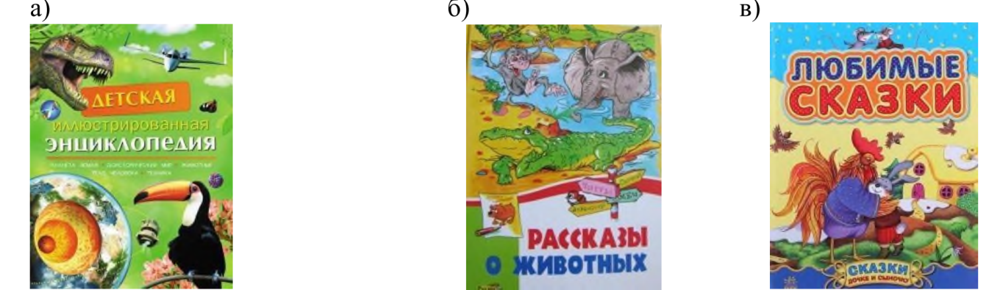 а)
б)
в)
ДЕТСКАЯ
иллюстрированная
ЭНЦИКЛОПЕДИЯ
РАССКАЗЫ
О ЖИВОТНЫХ
ЛЮБИМЫЕ
СКАЗКИ
СКАЗКИ
ДОЧКЕ И СЫНОЧКУ